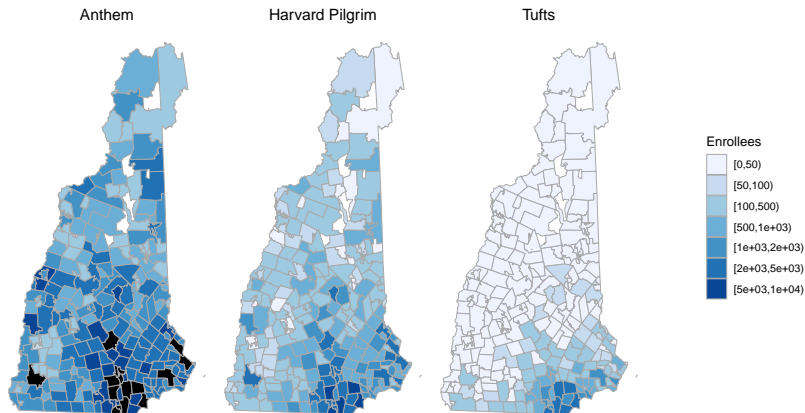 Anthem
Harvard Pilgrim
Tufts
Enrollees
[0,50)
[50,100)
[100,500)
[500,1e+03)
[1e+03,2e+03)
[2e+03,5e+03)
[5e+03,1e+04)